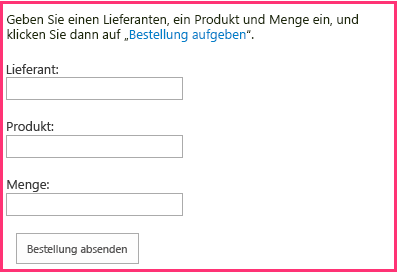 Geben Sie einen Lieferanten, ein Produkt und Menge ein, und
klicken Sie dann auf „Bestellung aufgeben“.
Lieferant:
Produkt:
Menge:
Bestellung absenden